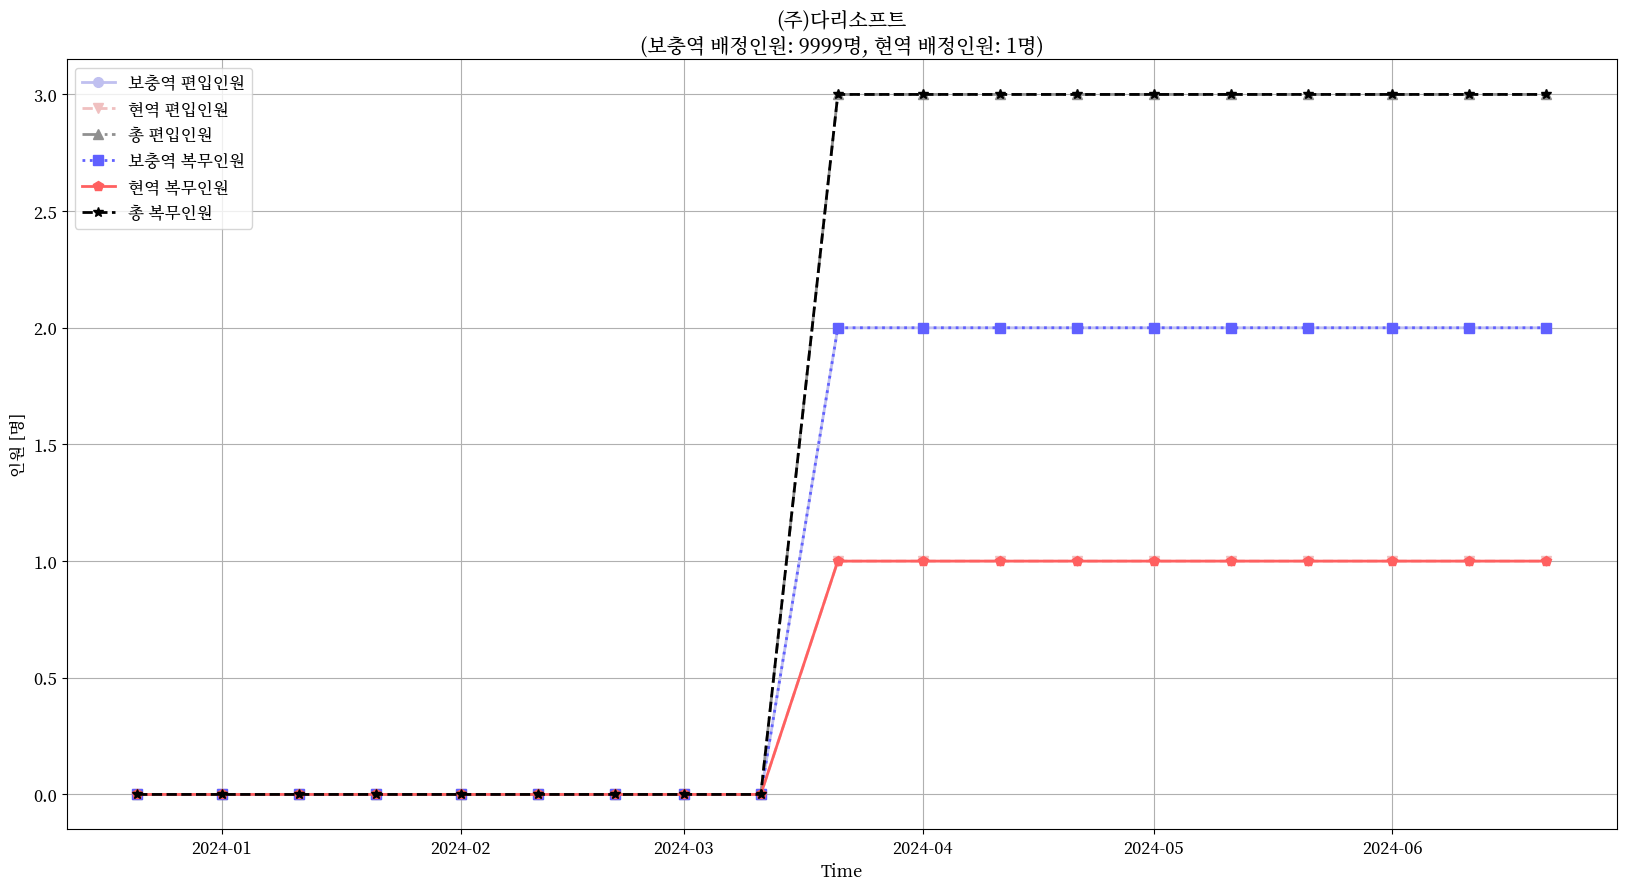 (주)다리소프트
(보충역 배정인원: 9999명, 현역 배정인원: 1명)
보충역 편입인원
현역 편입인원
총 편입인원
보충역 복무인원
현역 복무인원
총 복무인원
3.0
2.5
2.0
1.5
1.0
0.5
0.0
인원 [명]
2024-01 2024-02 2024-03 2024-04 2024-05 2024-06
Time